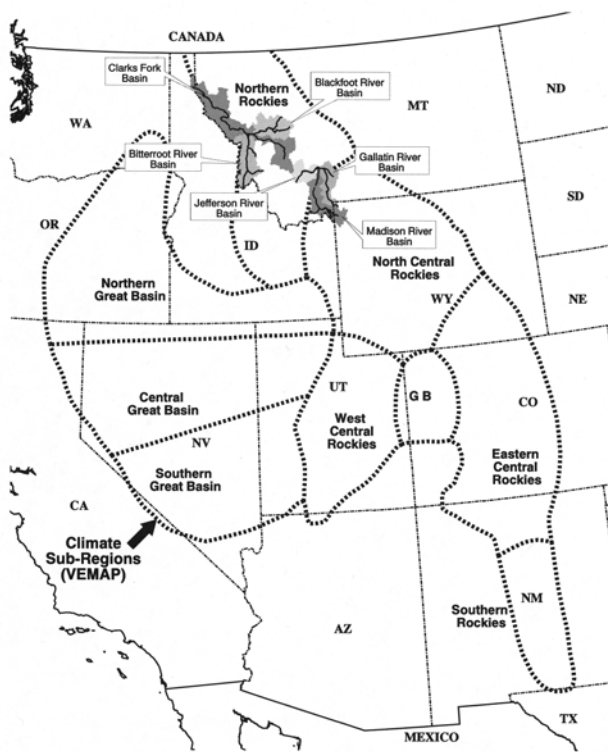 CANADA
Clarks Fork
Basin
Northern
Rockies
Blackfoot River
Basin
MT
ND
WA
Bitterroot River
Basin
Gallatin River
Basin
Jefferson River
Basin
SD
OR
ID
Madison River
Basin
North Central
Rockies
Northern
Great Basin
WY
NE
UT
G B
CO
Central
Great Basin
West
Central
Rockies
NV
Southern
Great Basin
Eastern
Central
Rockies
CA
Climate
Sub-Regions
(VEMAP)
NM
Southern
Rockies
AZ
TX
MEXICO